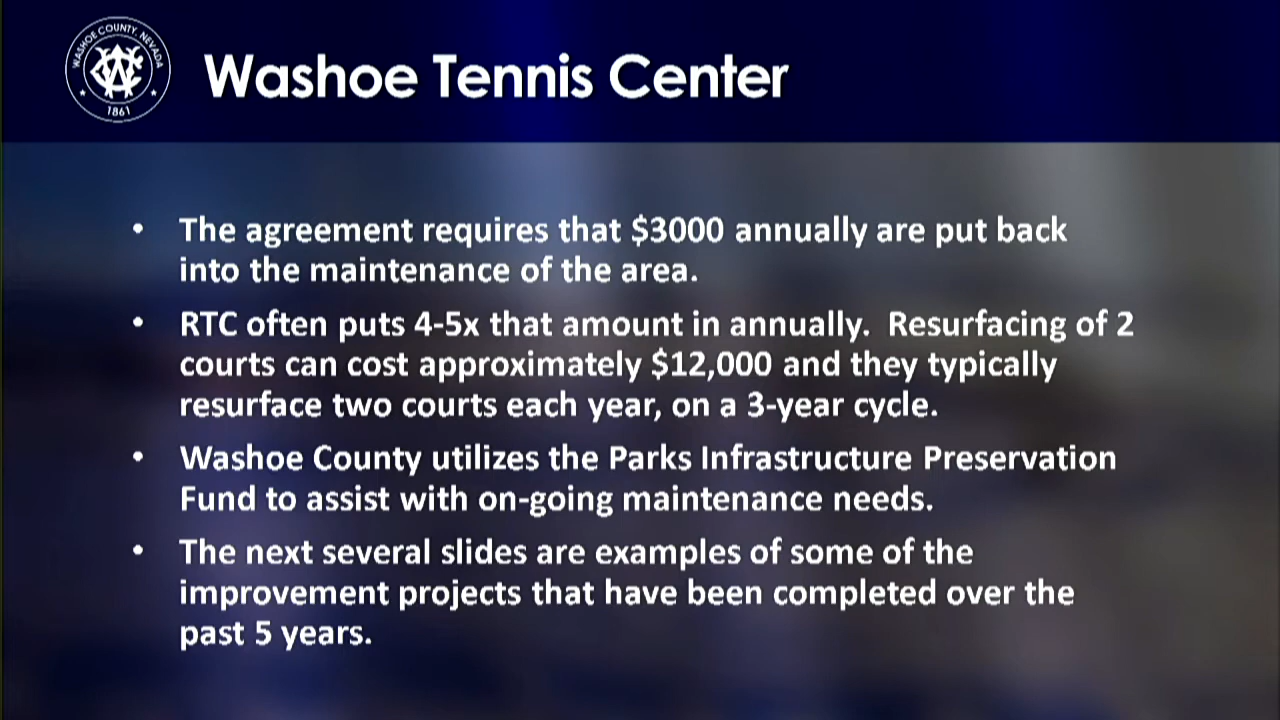 WASHOE COUNTY, NEVADA
1861
Washoe Tennis Center
• The agreement requires that $3000 annually are put back
into the maintenance of the area.
• RTC often puts 4-5x that amount in annually.  Resurfacing of 2
courts can cost approximately $12,000 and they typically
resurface two courts each year, on a 3-year cycle.
• Washoe County utilizes the Parks Infrastructure Preservation
Fund to assist with on-going maintenance needs.
• The next several slides are examples of some of the
improvement projects that have been completed over the
past 5 years.